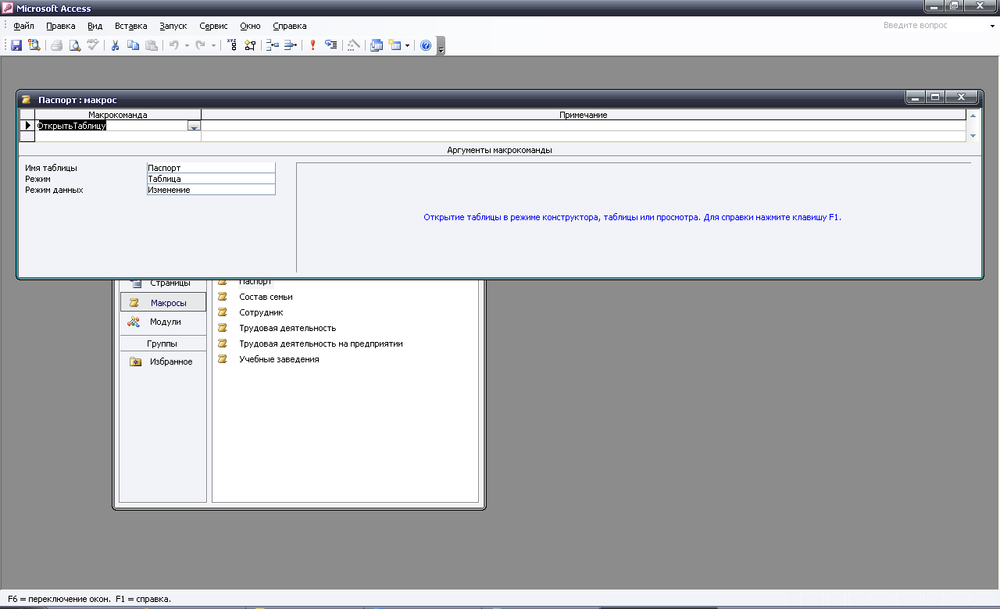 Microsoft Access
Файл Правка Вид Вставка Запуск Сервис Окно Справка Введите вопрос
Паспорт : макрос
Макрокоманда Примечание
ОткрытьТаблицу
Аргументы макрокоманды
Имя таблицы Паспорт
Режим Таблица
Режим данных Изменение
Открытие таблицы в режиме конструктора, таблицы или просмотра. Для справки нажмите клавишу F1.
Страницы Паспорт
Макросы
Модули
Группы
Избранное
Состав семьи
Сотрудник
Трудовая деятельность
Трудовая деятельность на предприятии
Учебные заведения
F6 = переключение окон. F1 = справка.